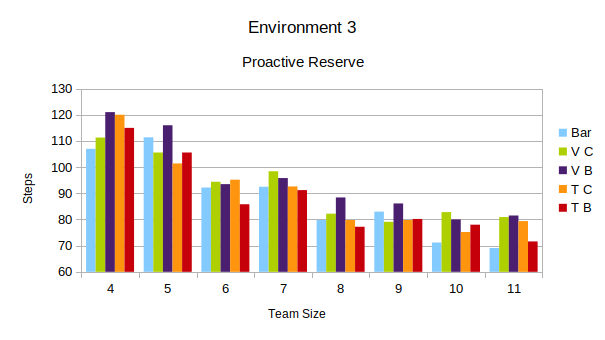 Environment 3
Proactive Reserve
130
120
110
100
90
80
70
60
Steps
4 5 6 7 8 9 10 11
Team Size
Bar
V C
V B
T C
T B